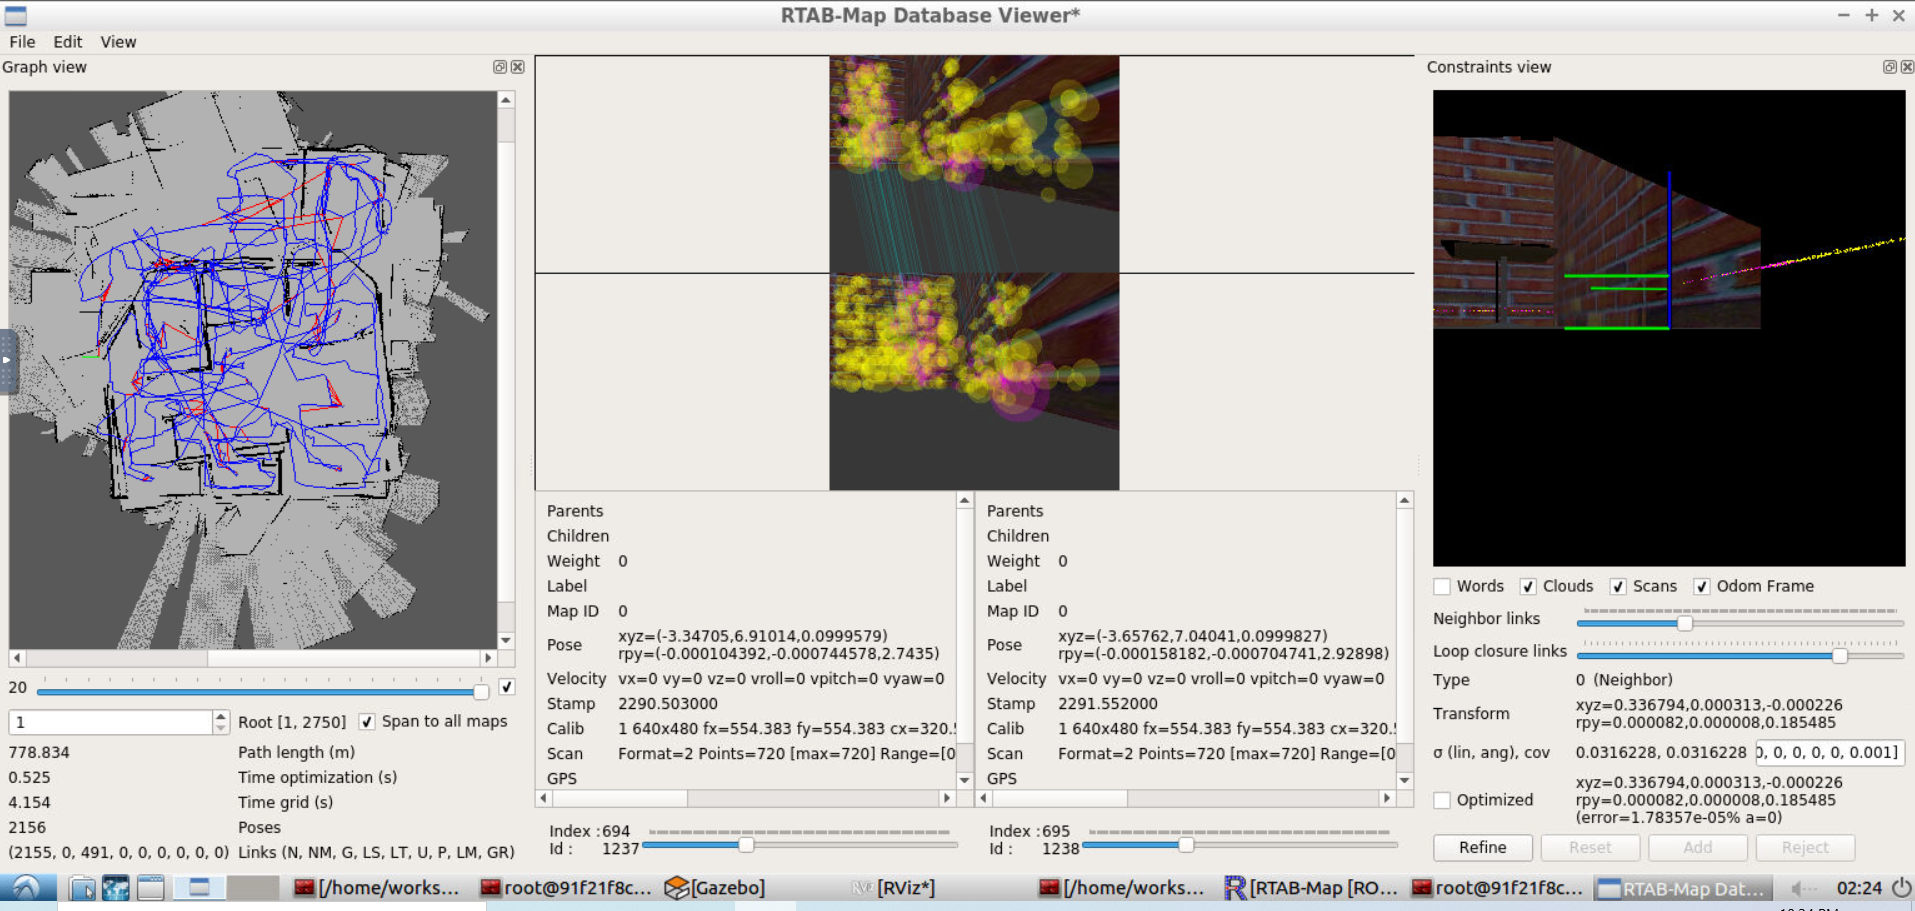 RTAB-Map Database Viewer*
File Edit View
Graph view
20
1 Root [1, 2750] Span to all maps
778.834 Path length (m)
0.525 Time optimization (s)
4.154 Time grid (s)
2156 Poses
(2155, 0, 491, 0, 0, 0, 0, 0, 0) Links (N, NM, G, LS, LT, U, P, LM, GR)
Parents
Children
Weight 0
Label
Map ID 0
Pose xyz=(-3.34705,6.91014,0.0999579)
rpy=(-0.000104392,-0.000744578,2.7435)
Velocity vx=0 vy=0 vz=0 vroll=0 vpitch=0 vyaw=0
Stamp 2290.503000
Calib 1 640x480 fx=554.383 fy=554.383 cx=320.
Scan Format=2 Points=720 [max=720] Range=[0
GPS
Index : 694
Id : 1237
Parents
Children
Weight 0
Label
Map ID 0
Pose xyz=(-3.65762,7.04041,0.0999827)
rpy=(-0.000158182,-0.000704741,2.92898)
Velocity vx=0 vy=0 vz=0 vroll=0 vpitch=0 vyaw=0
Stamp 2291.552000
Calib 1 640x480 fx=554.383 fy=554.383 cx=320.
Scan Format=2 Points=720 [max=720] Range=[0
GPS
Index : 695
Id : 1238
Constraints view
Words Clouds Scans Odom Frame
Neighbor links
Loop closure links
Type 0 (Neighbor)
Transform xyz=0.336794,0.000313,-0.000226
rpy=0.000082,0.000008,0.185485
σ (lin, ang), cov 0.0316228, 0.0316228 0, 0, 0, 0, 0, 0.001]
Optimized xyz=0.336794,0.000313,-0.000226
rpy=0.000082,0.000008,0.185485
(error=1.78357e-05% a=0)
Refine Reset Add Reject
[/home/works... root@91f21f8c... [Gazebo] [RViz*] [/home/works... [RTAB-Map [RO... root@91f21f8c... RTAB-Map Dat... 02:24